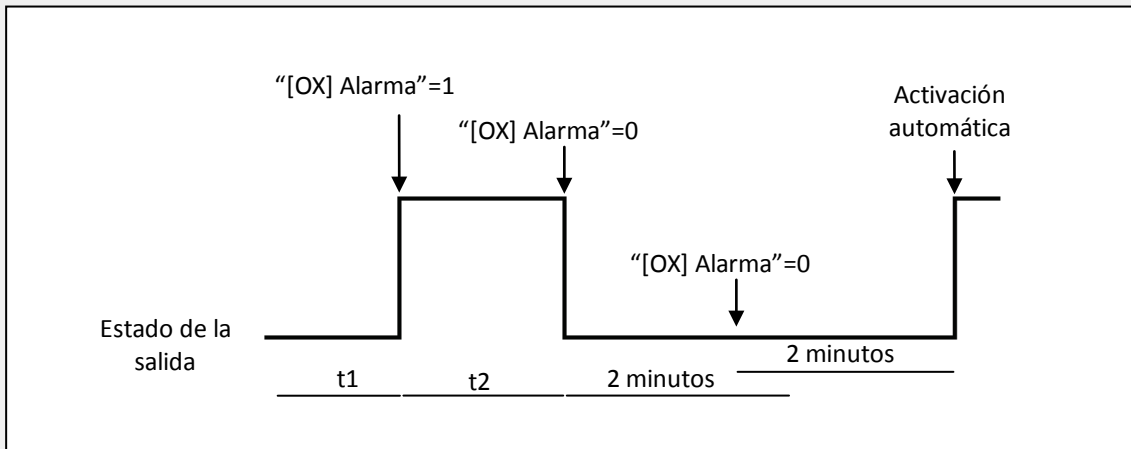 “[OX] Alarma”=1
“[OX] Alarma”=0
Activación
automática
“[OX] Alarma”=0
Estado de la
salida
2 minutos
t1
t2
2 minutos